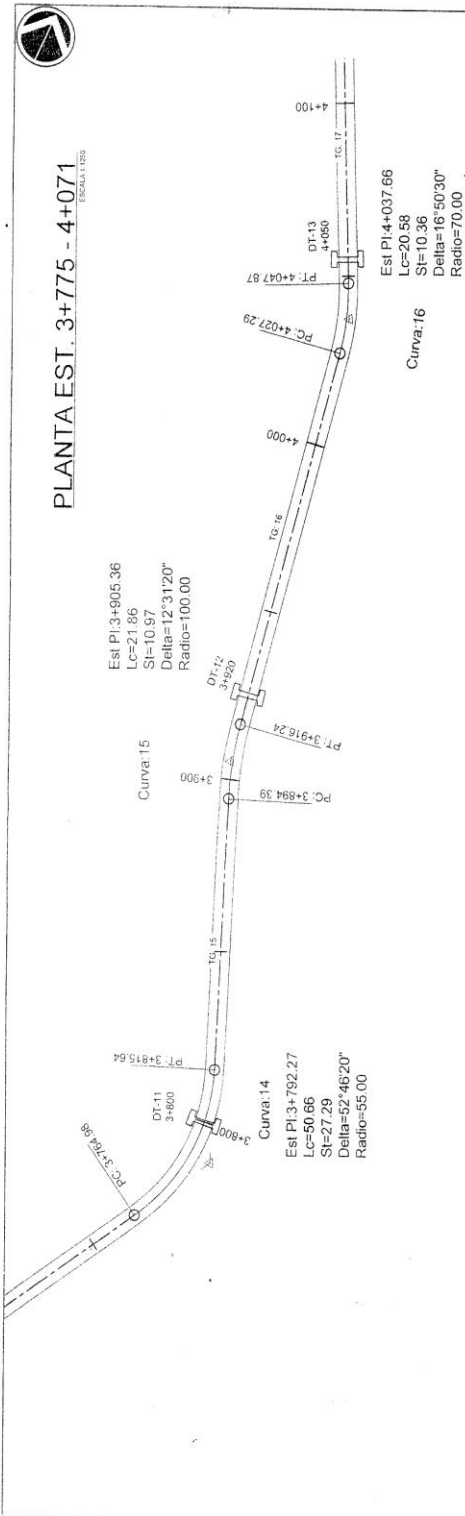 PLANTA EST. 3+775 - 4+071
ESCALA 1:1250
PC: 3+764.98
DT-11
3+800
3+800
PT: 3+815.64
Curva:14
Est PI:3+792.27
Lc=50.66
St=27.29
Delta=52°46'20"
Radio=55.00
TG. 15
PC: 3+894.39
3+900
Curva:15
Est PI:3+905.36
Lc=21.86
St=10.97
Delta=12°31'20"
Radio=100.00
PT: 3+916.24
DT-12
3+920
TG: 16
4+000
PC: 4+027.29
PT: 4+047.87
DT-13
4+050
Curva:16
Est PI:4+037.66
Lc=20.58
St=10.36
Delta=16°50'30"
Radio=70.00
TG. 17
4+100